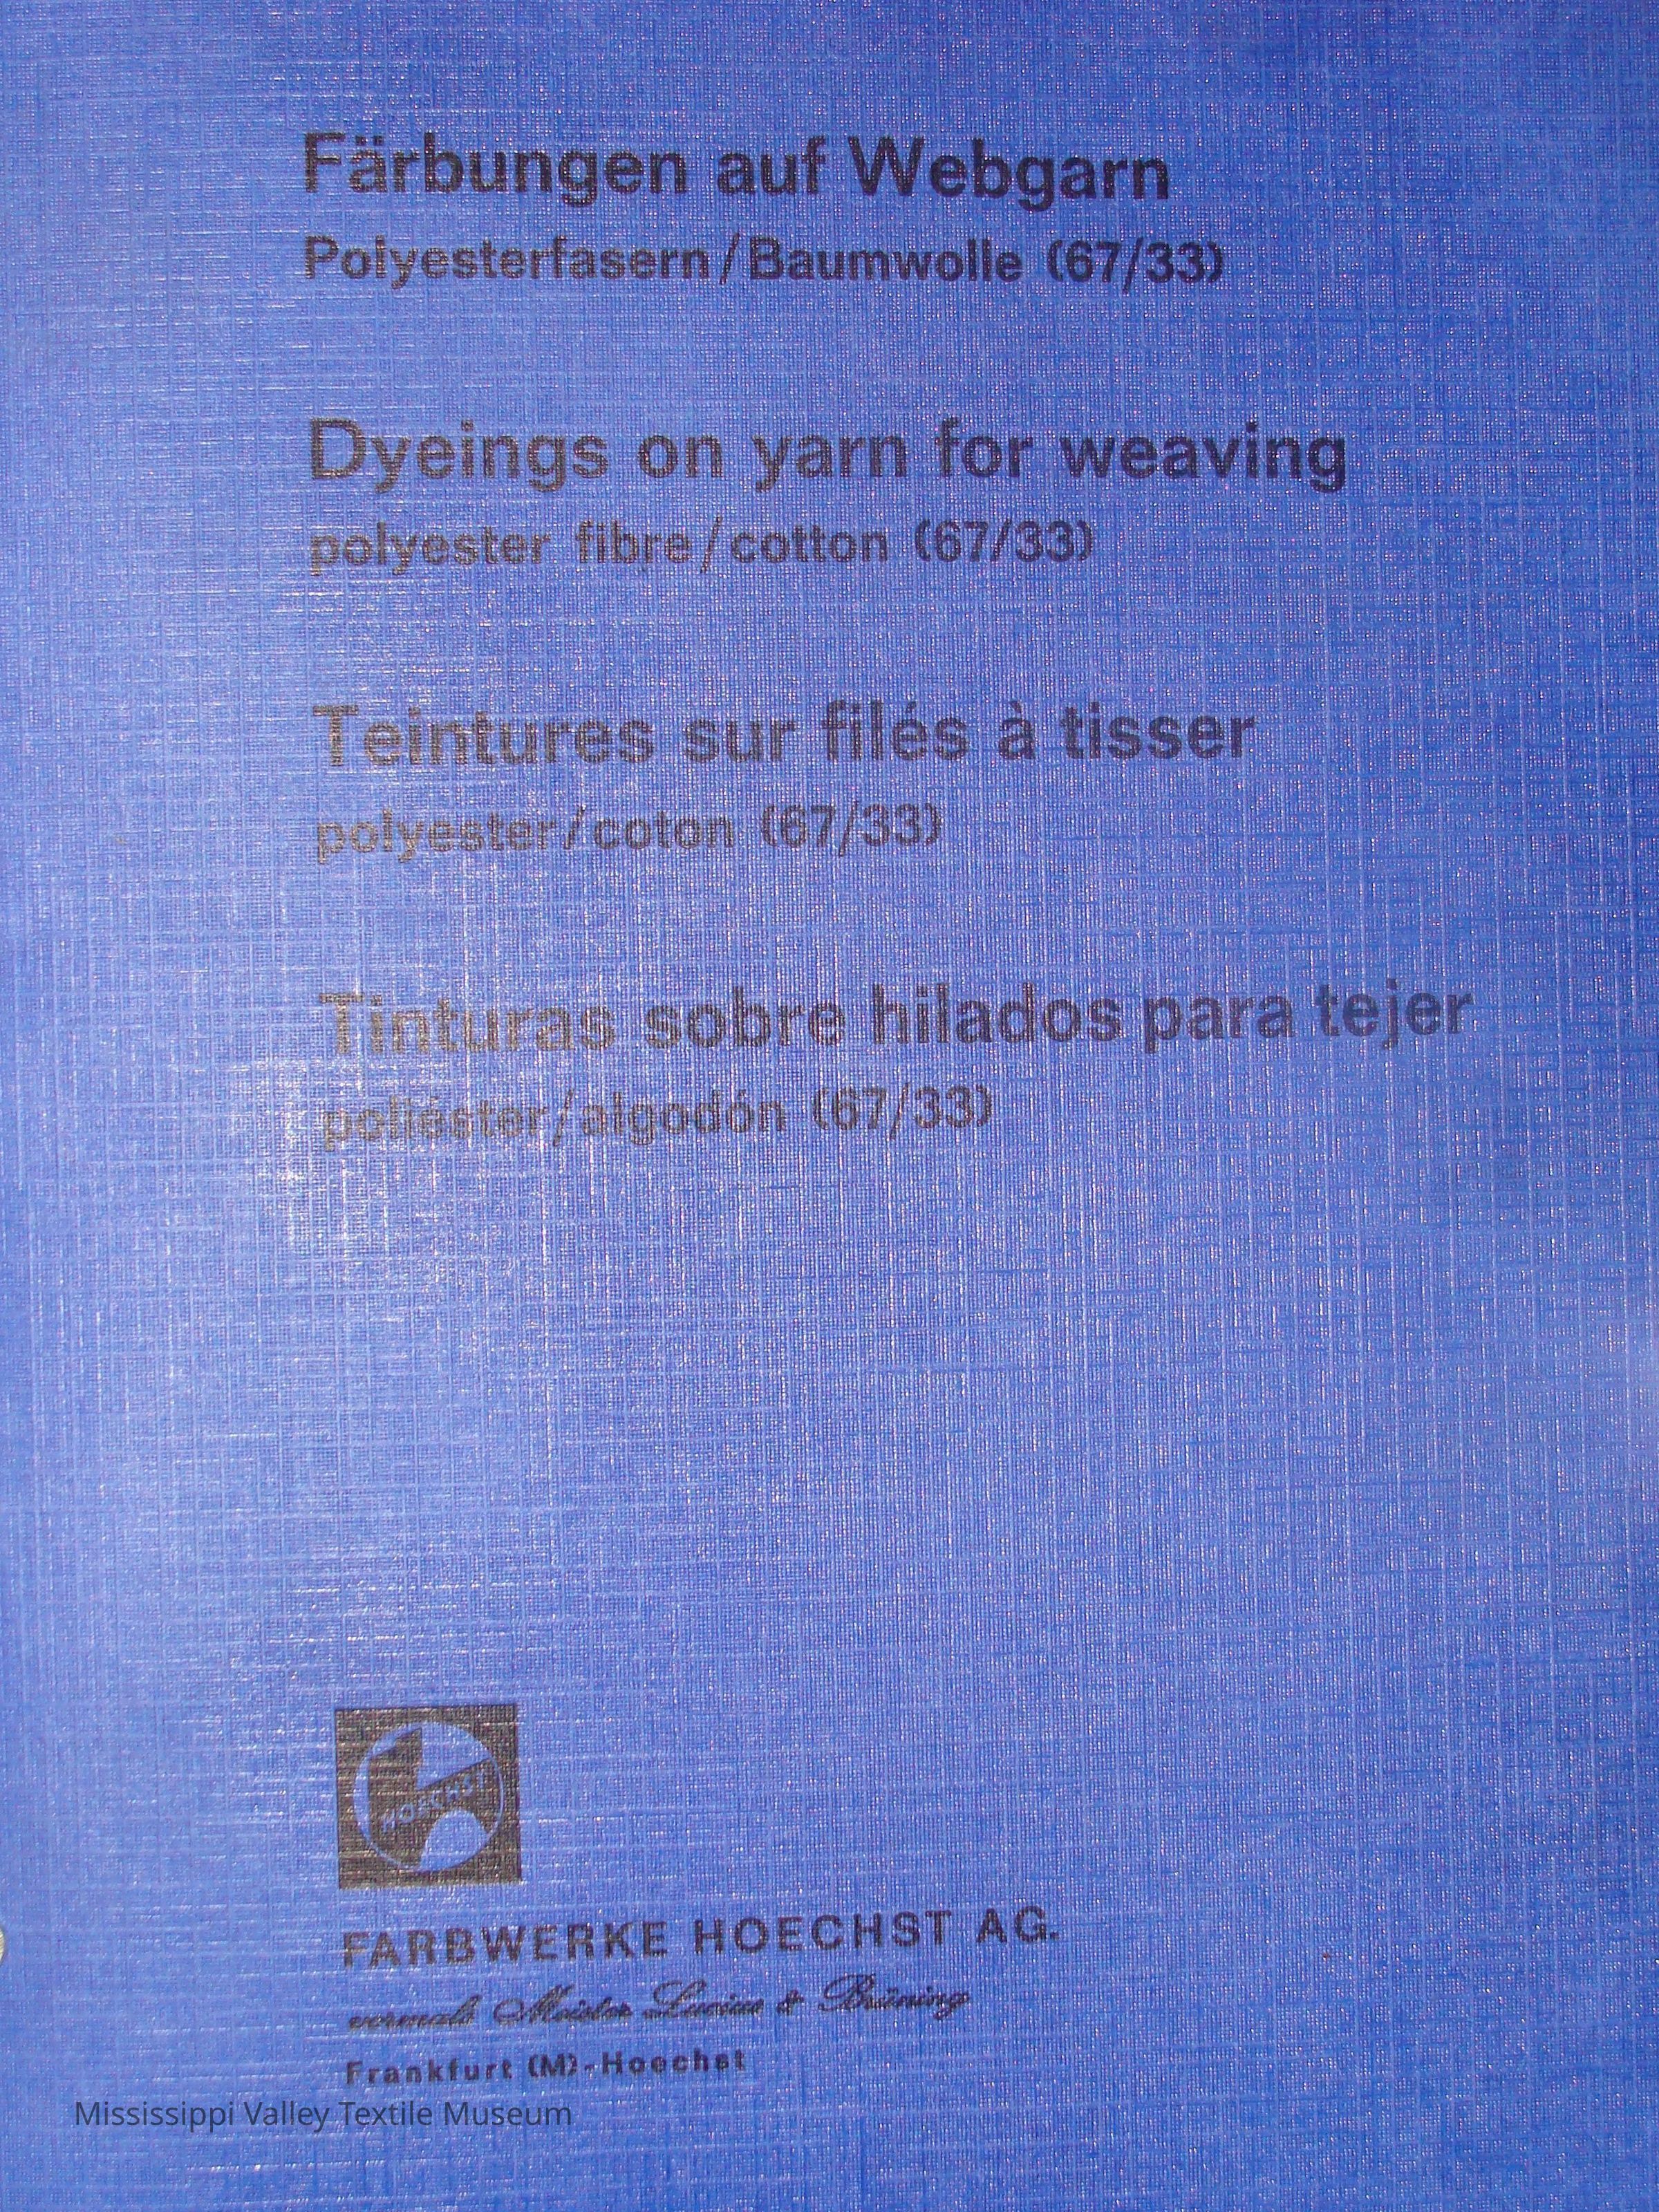 Färbungen auf Webgarn
Polyesterfasern/Baumwolle (67/33)
Dyeings on yarn for weaving
polyester fibre/cotton (67/33)
Teintures sur filés à tisser
polyester/coton (67/33)
Tinturas sobre hilados para tejer
poliéster/algodón (67/33)
HOECHST
FARBWERKE HOECHST AG.
vormals Meister Lucius & Brüning
Frankfurt (M)-Hoechst
Mississippi Valley Textile Museum